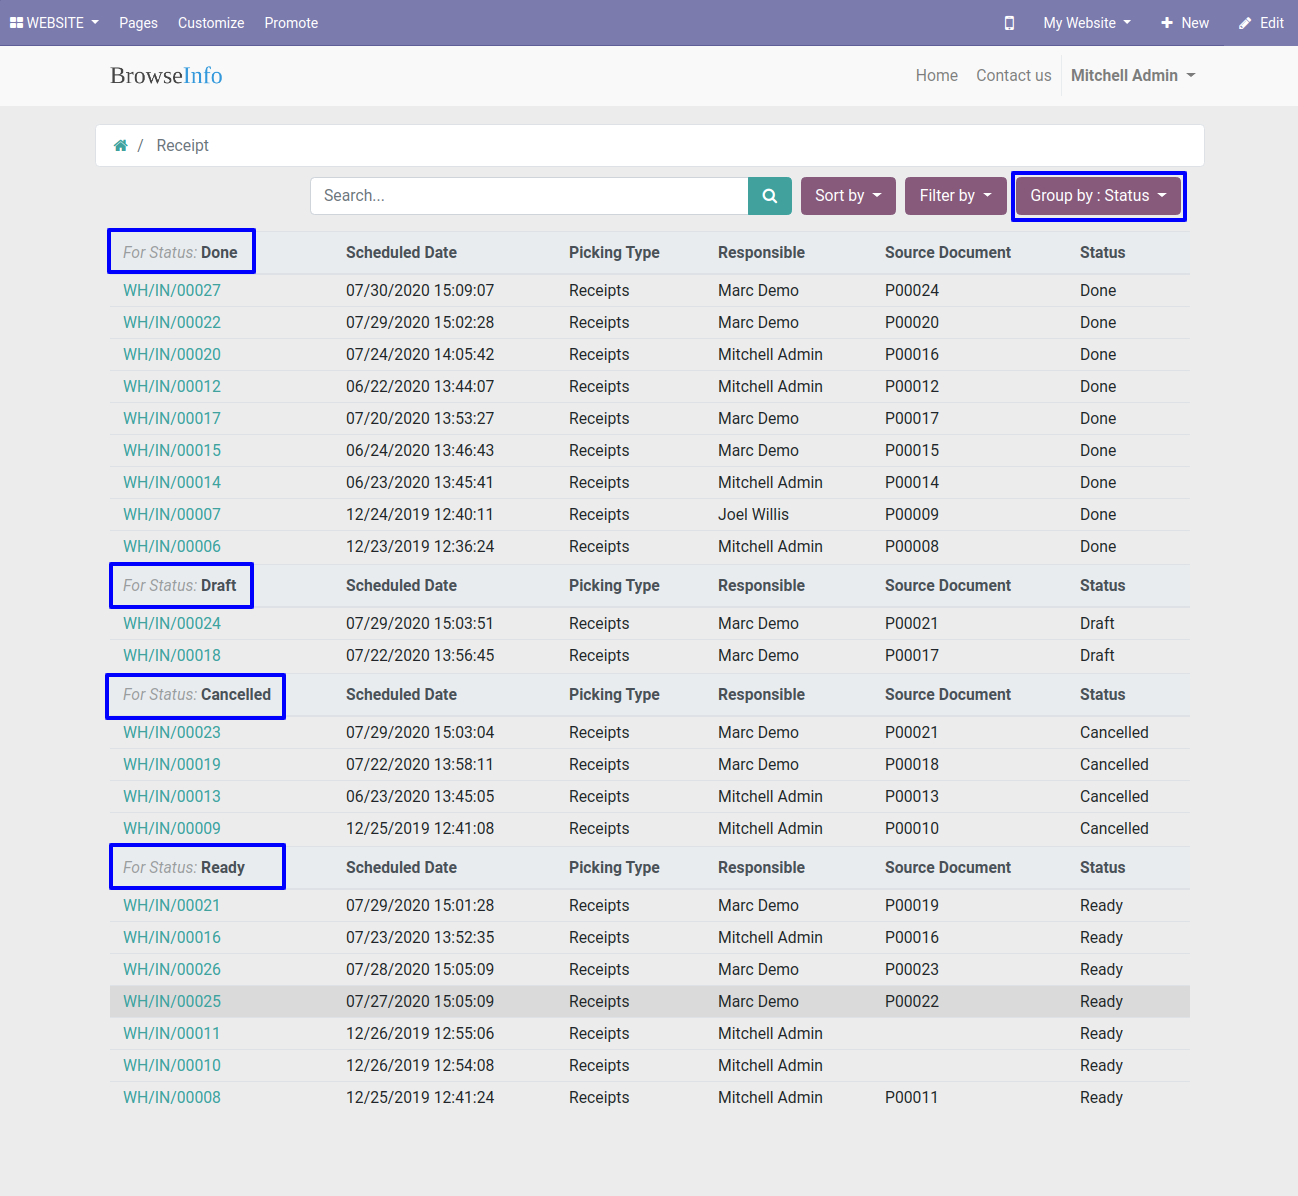 WEBSITE Pages Customize Promote My Website New Edit
BrowseInfo Home Contact us Mitchell Admin
/ Receipt
Search... Sort by Filter by Group by : Status
For Status: Done Scheduled Date Picking Type Responsible Source Document Status
WH/IN/00027 07/30/2020 15:09:07 Receipts Marc Demo P00024 Done
WH/IN/00022 07/29/2020 15:02:28 Receipts Marc Demo P00020 Done
WH/IN/00020 07/24/2020 14:05:42 Receipts Mitchell Admin P00016 Done
WH/IN/00012 06/22/2020 13:44:07 Receipts Mitchell Admin P00012 Done
WH/IN/00017 07/20/2020 13:53:27 Receipts Marc Demo P00017 Done
WH/IN/00015 06/24/2020 13:46:43 Receipts Marc Demo P00015 Done
WH/IN/00014 06/23/2020 13:45:41 Receipts Mitchell Admin P00014 Done
WH/IN/00007 12/24/2019 12:40:11 Receipts Joel Willis P00009 Done
WH/IN/00006 12/23/2019 12:36:24 Receipts Mitchell Admin P00008 Done
For Status: Draft Scheduled Date Picking Type Responsible Source Document Status
WH/IN/00024 07/29/2020 15:03:51 Receipts Marc Demo P00021 Draft
WH/IN/00018 07/22/2020 13:56:45 Receipts Marc Demo P00017 Draft
For Status: Cancelled Scheduled Date Picking Type Responsible Source Document Status
WH/IN/00023 07/29/2020 15:03:04 Receipts Marc Demo P00021 Cancelled
WH/IN/00019 07/22/2020 13:58:11 Receipts Marc Demo P00018 Cancelled
WH/IN/00013 06/23/2020 13:45:05 Receipts Mitchell Admin P00013 Cancelled
WH/IN/00009 12/25/2019 12:41:08 Receipts Mitchell Admin P00010 Cancelled
For Status: Ready Scheduled Date Picking Type Responsible Source Document Status
WH/IN/00021 07/29/2020 15:01:28 Receipts Marc Demo P00019 Ready
WH/IN/00016 07/23/2020 13:52:35 Receipts Mitchell Admin P00016 Ready
WH/IN/00026 07/28/2020 15:05:09 Receipts Marc Demo P00023 Ready
WH/IN/00025 07/27/2020 15:05:09 Receipts Marc Demo P00022 Ready
WH/IN/00011 12/26/2019 12:55:06 Receipts Mitchell Admin Ready
WH/IN/00010 12/26/2019 12:54:08 Receipts Mitchell Admin Ready
WH/IN/00008 12/25/2019 12:41:24 Receipts Mitchell Admin P00011 Ready